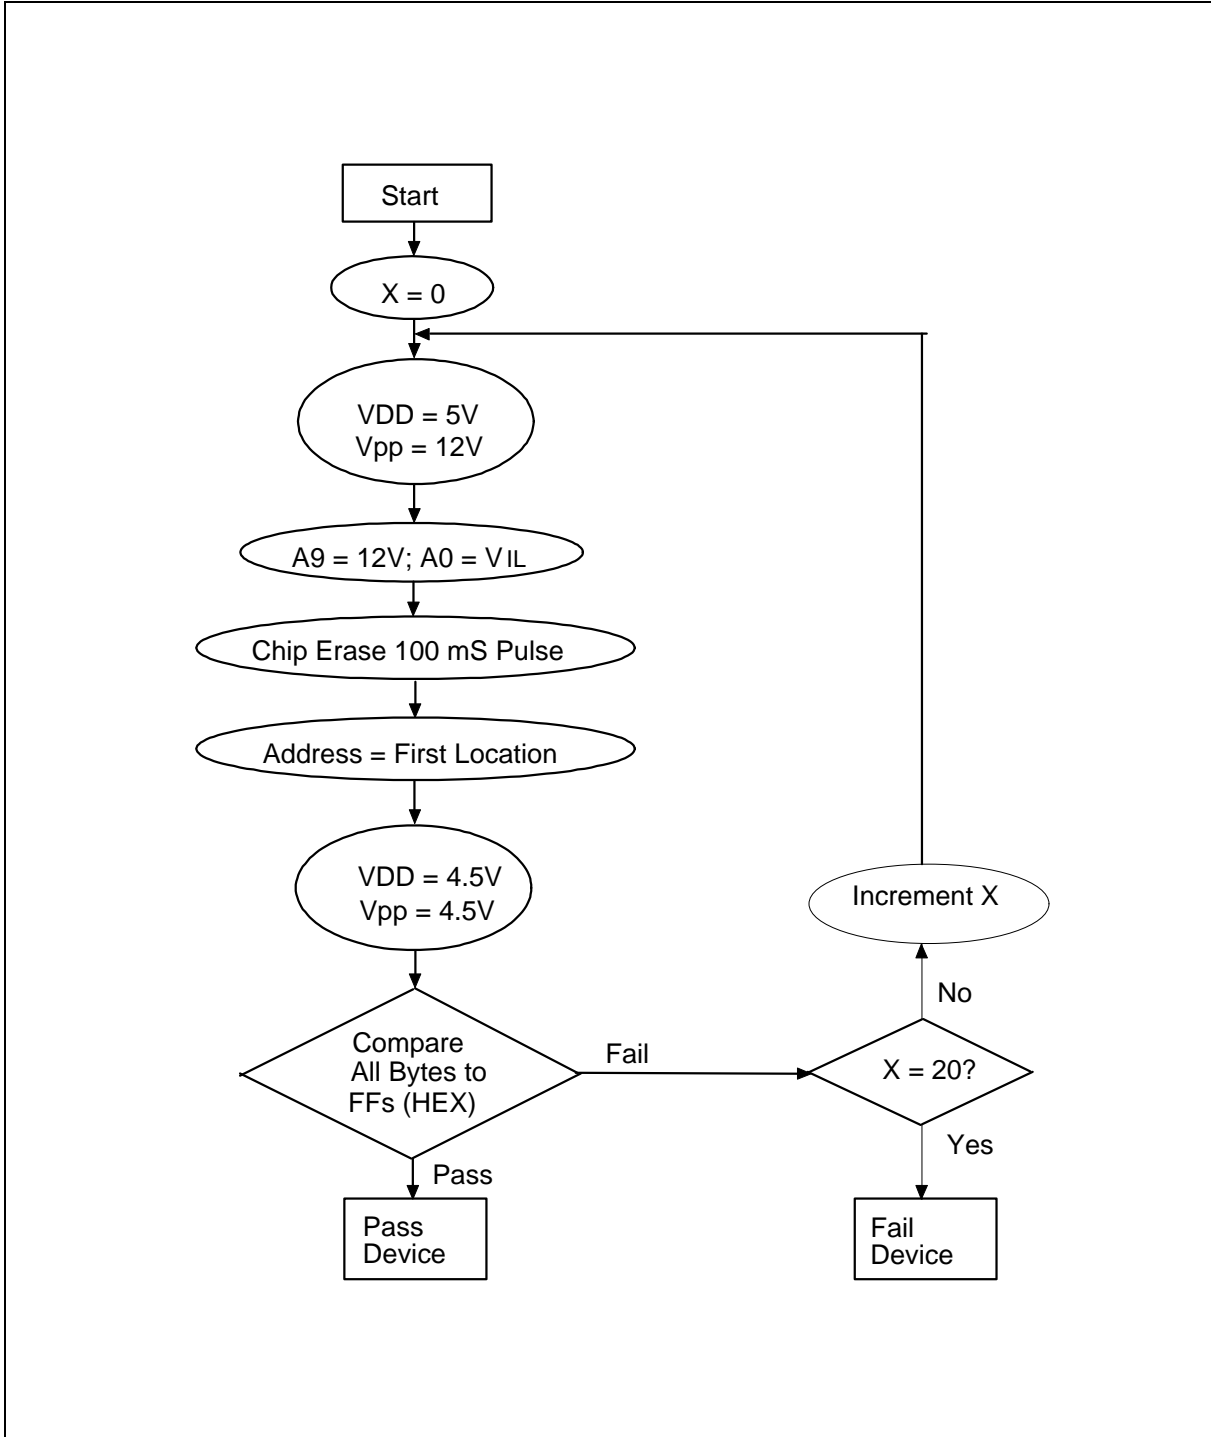 Start
X = 0
VDD = 5V
Vpp = 12V
A9 = 12V; A0 = VIL
Chip Erase 100 mS Pulse
Address = First Location
VDD = 4.5V
Vpp = 4.5V
Increment X
No
Compare
All Bytes to
FFs (HEX)
Fail
X = 20?
Yes
Pass
Pass
Device
Fail
Device